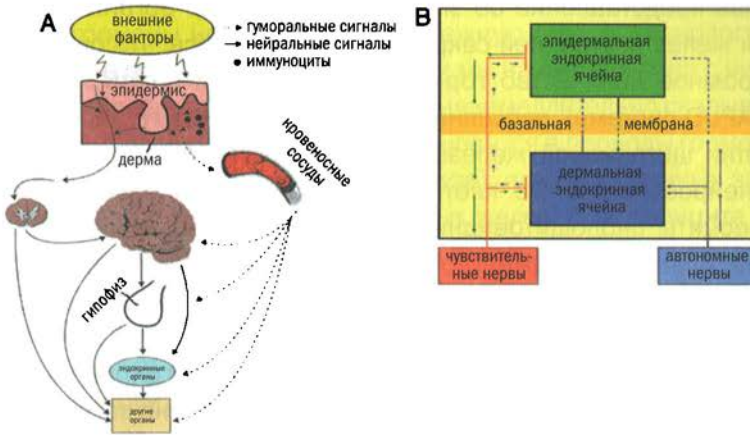 А
внешние
факторы
гуморальные сигналы
нейральные сигналы
иммуноциты
эпидермис
дерма
кровеносные
сосуды
гипофиз
эндокринные
органы
другие
органы
В
эпидермальная
эндокринная
ячейка
базальная мембрана
дермальная
эндокринная
ячейка
чувствитель-
ные нервы
автономные
нервы